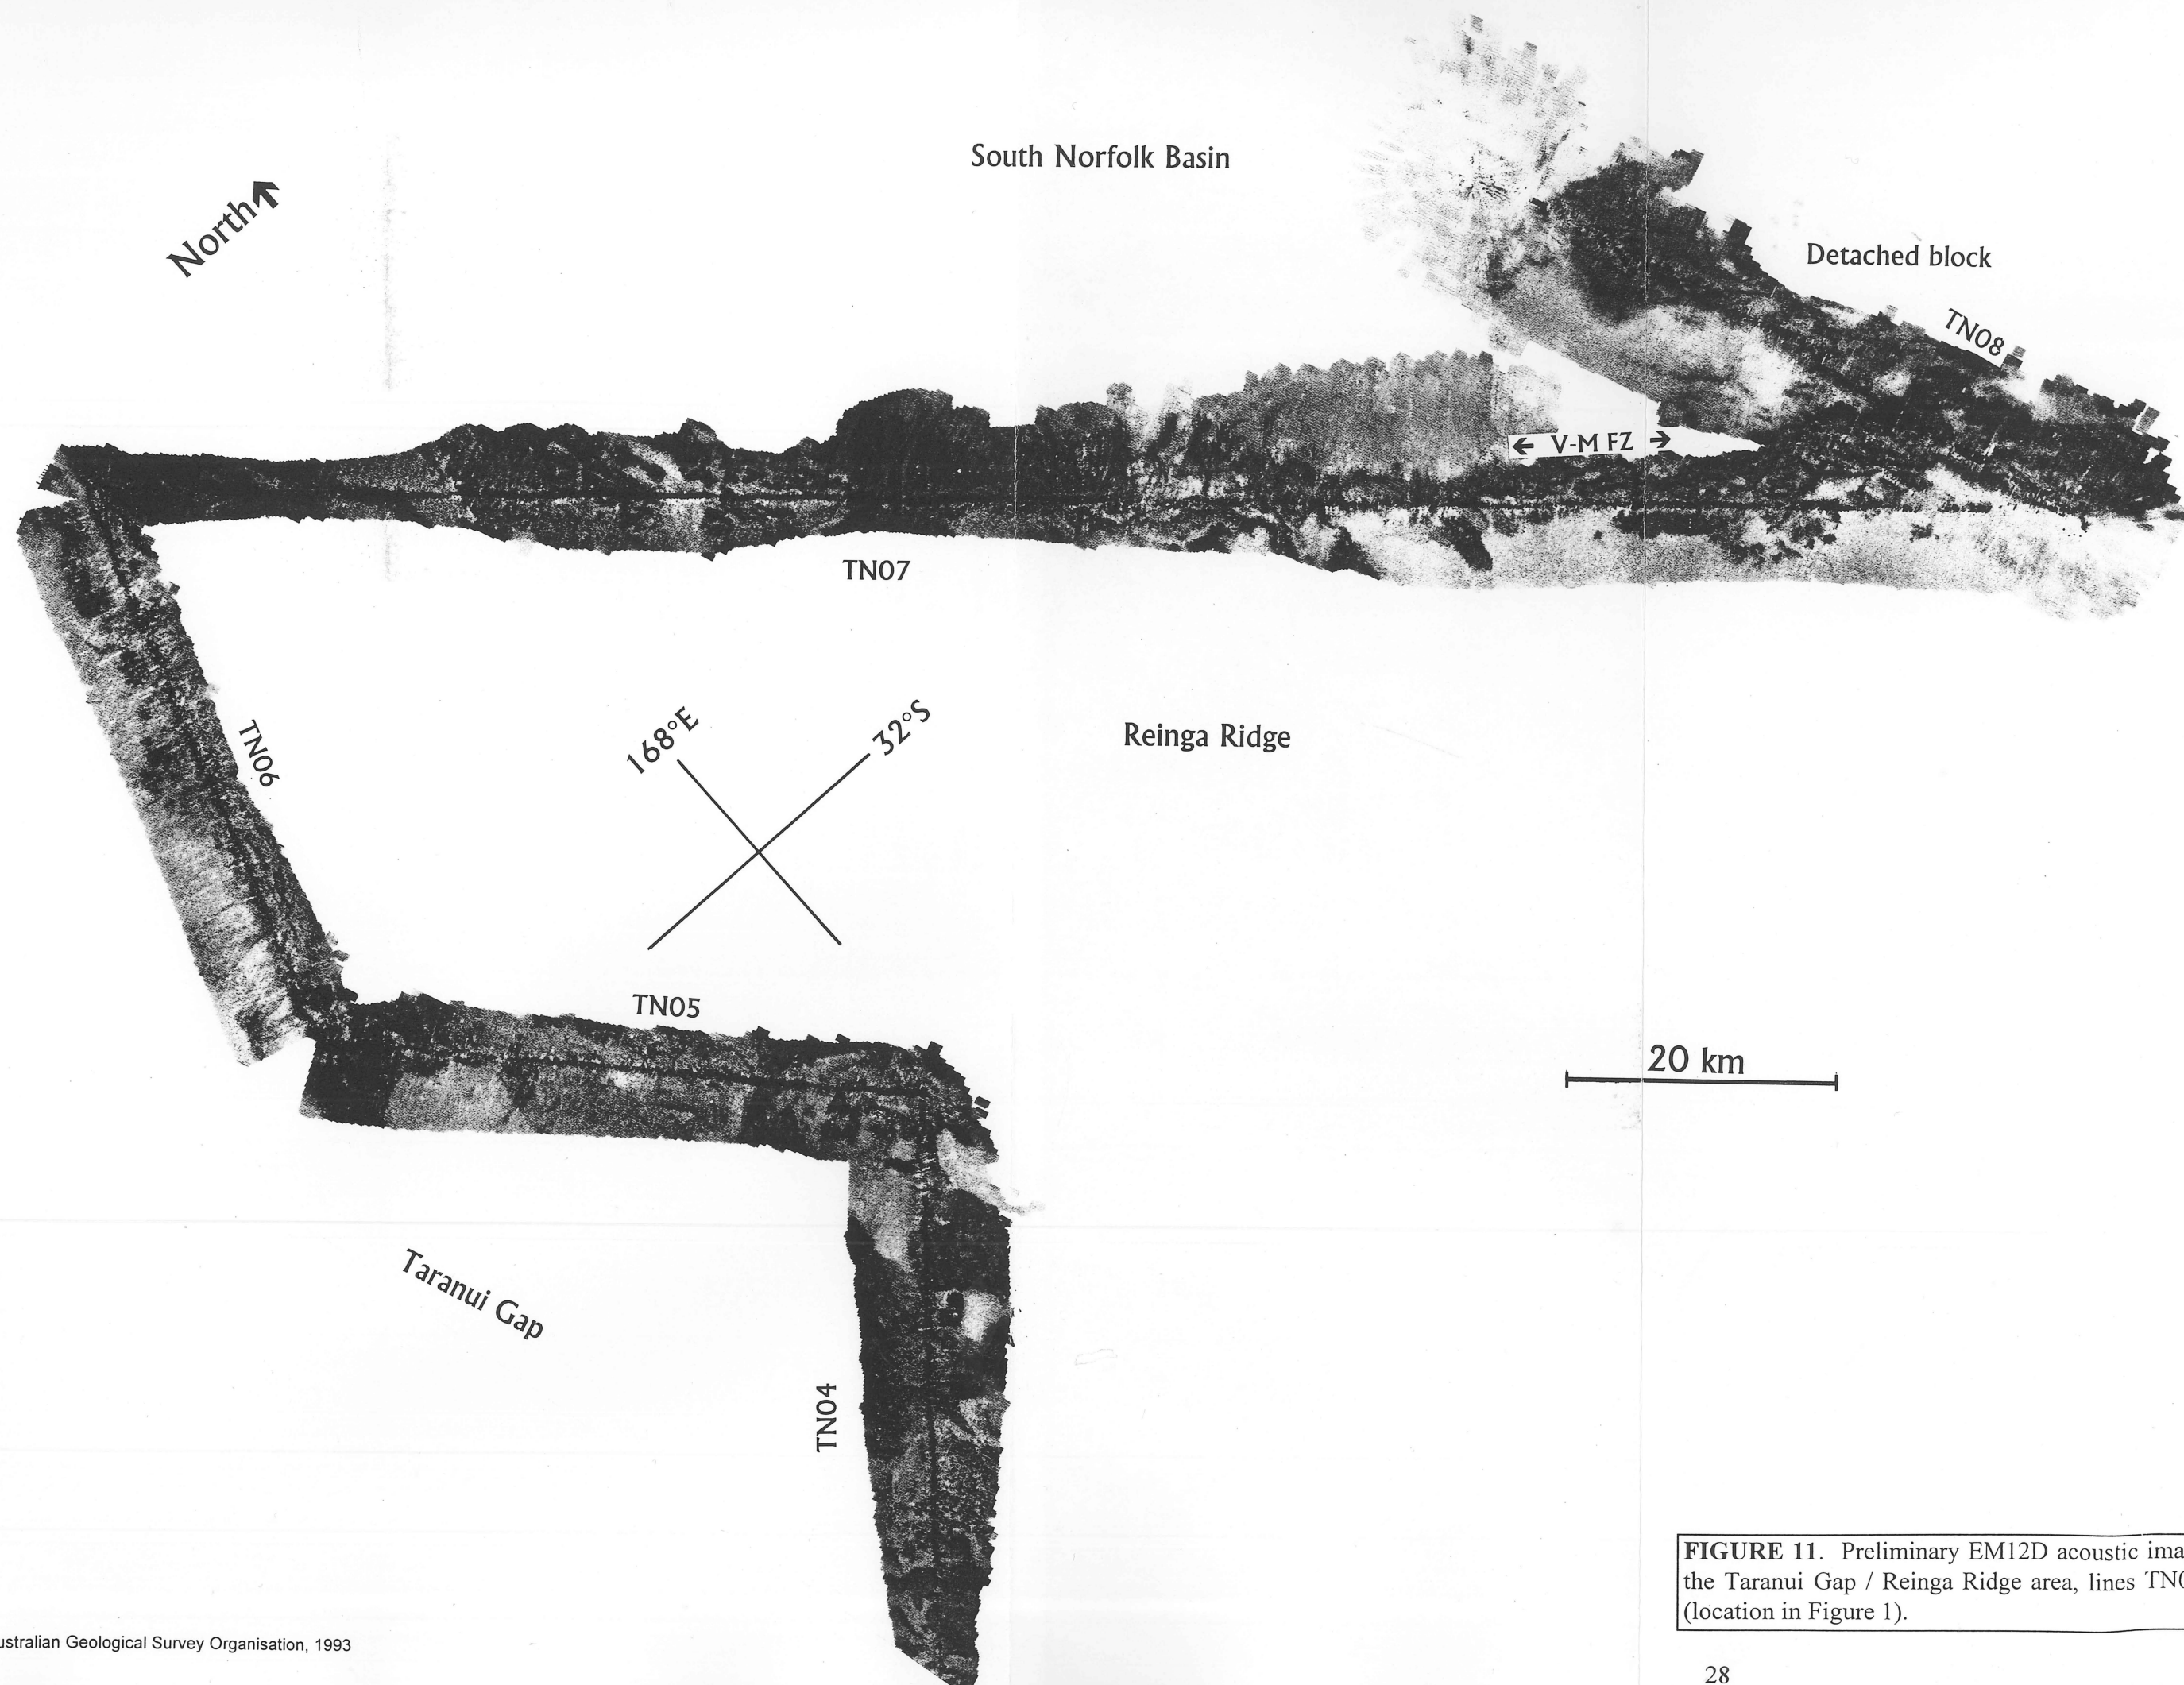 South Norfolk Basin
North
Detached block
TN08
V-M FZ
TN07
TN06
168°E
32°S
Reinga Ridge
TN05
20 km
Taranui Gap
TN04
FIGURE 11. Preliminary EM12D acoustic ima
the Taranui Gap / Reinga Ridge area, lines TN0
(location in Figure 1).
ustralian Geological Survey Organisation, 1993
28